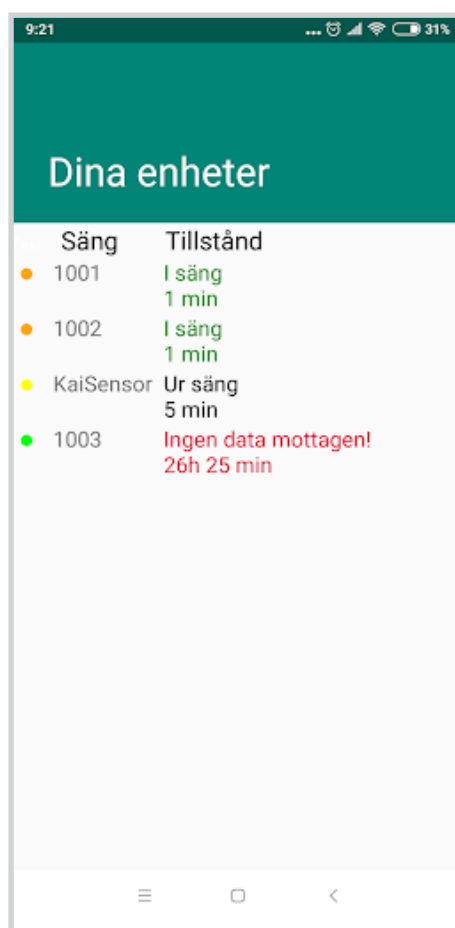 9:21 ... 31%
Dina enheter
Säng Tillstånd
1001 I säng
1 min
1002 I säng
1 min
KaiSensor Ur säng
5 min
1003 Ingen data mottagen!
26h 25 min